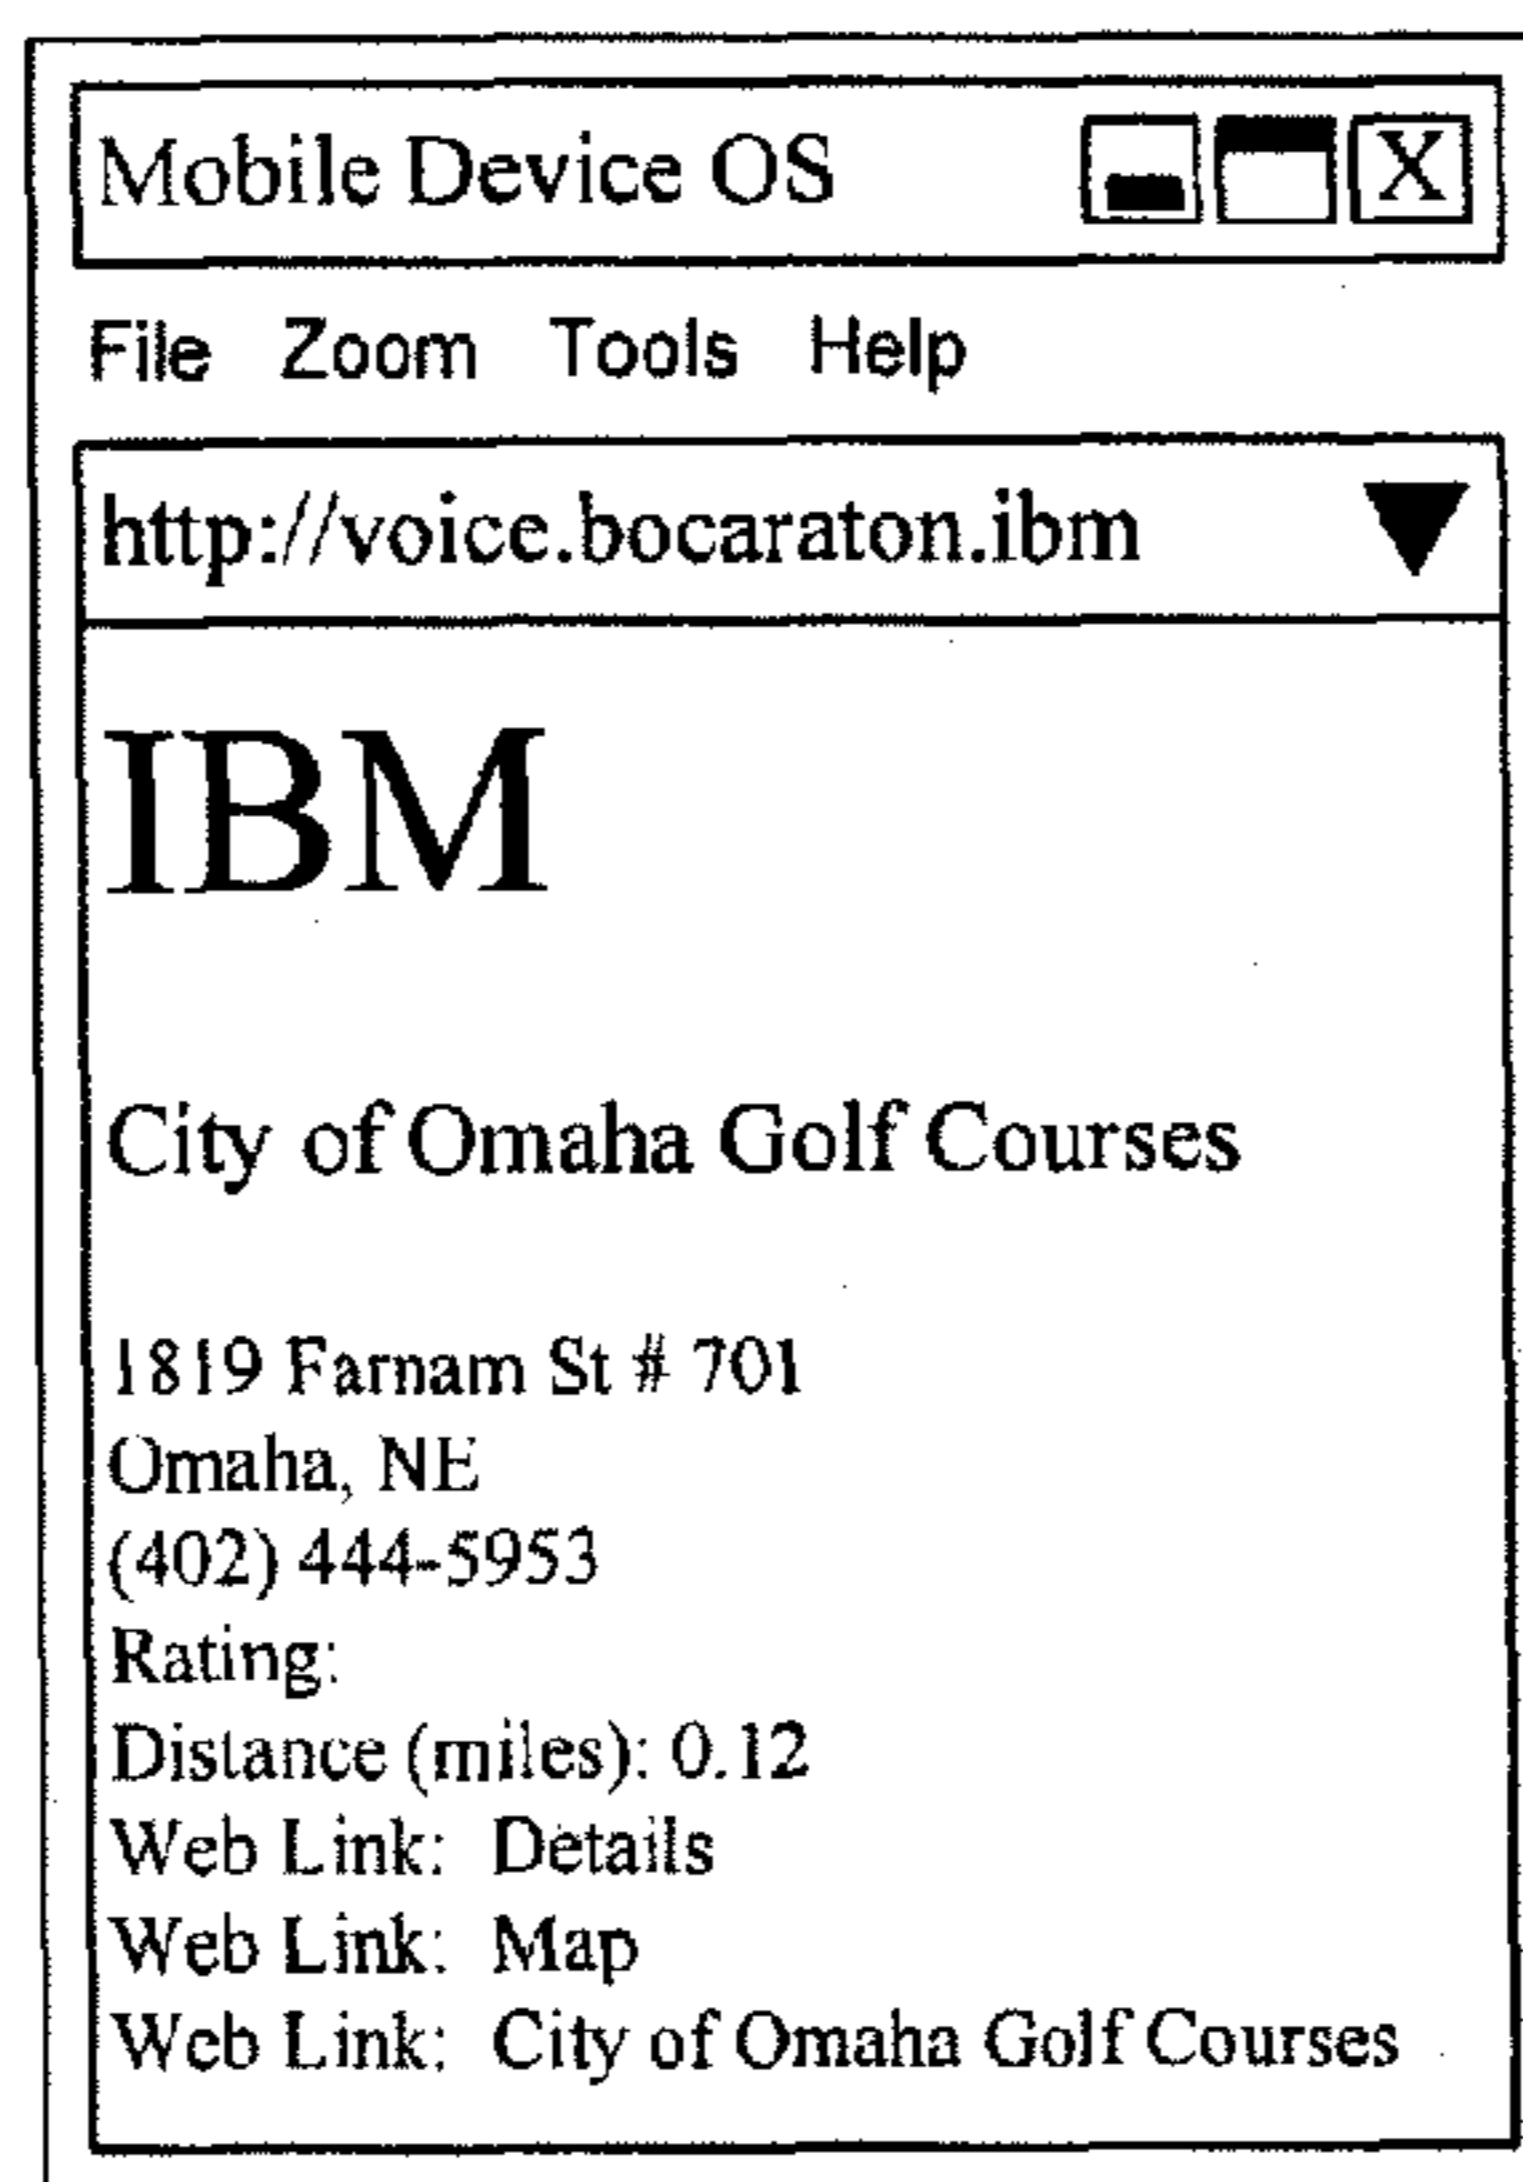 Mobile Device OS X
File Zoom Tools Help
http://voice.bocaraton.ibm
IBM
City of Omaha Golf Courses
1819 Farnam St # 701
Omaha, NE
(402) 444-5953
Rating:
Distance (miles): 0.12
Web Link: Details
Web Link: Map
Web Link: City of Omaha Golf Courses